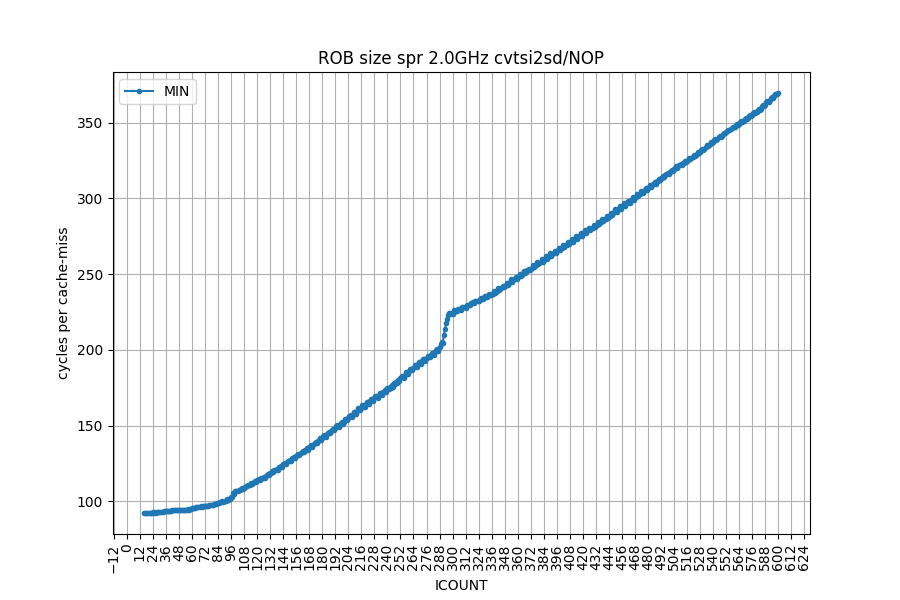 ROB size spr 2.0GHz cvtsi2sd/NOP
MIN
cycles per cache-miss
350
300
250
200
150
100
−12 0 12 24 36 48 60 72 84 96 108 120 132 144 156 168 180 192 204 216 228 240 252 264 276 288 300 312 324 336 348 360 372 384 396 408 420 432 444 456 468 480 492 504 516 528 540 552 564 576 588 600 612 624
ICOUNT